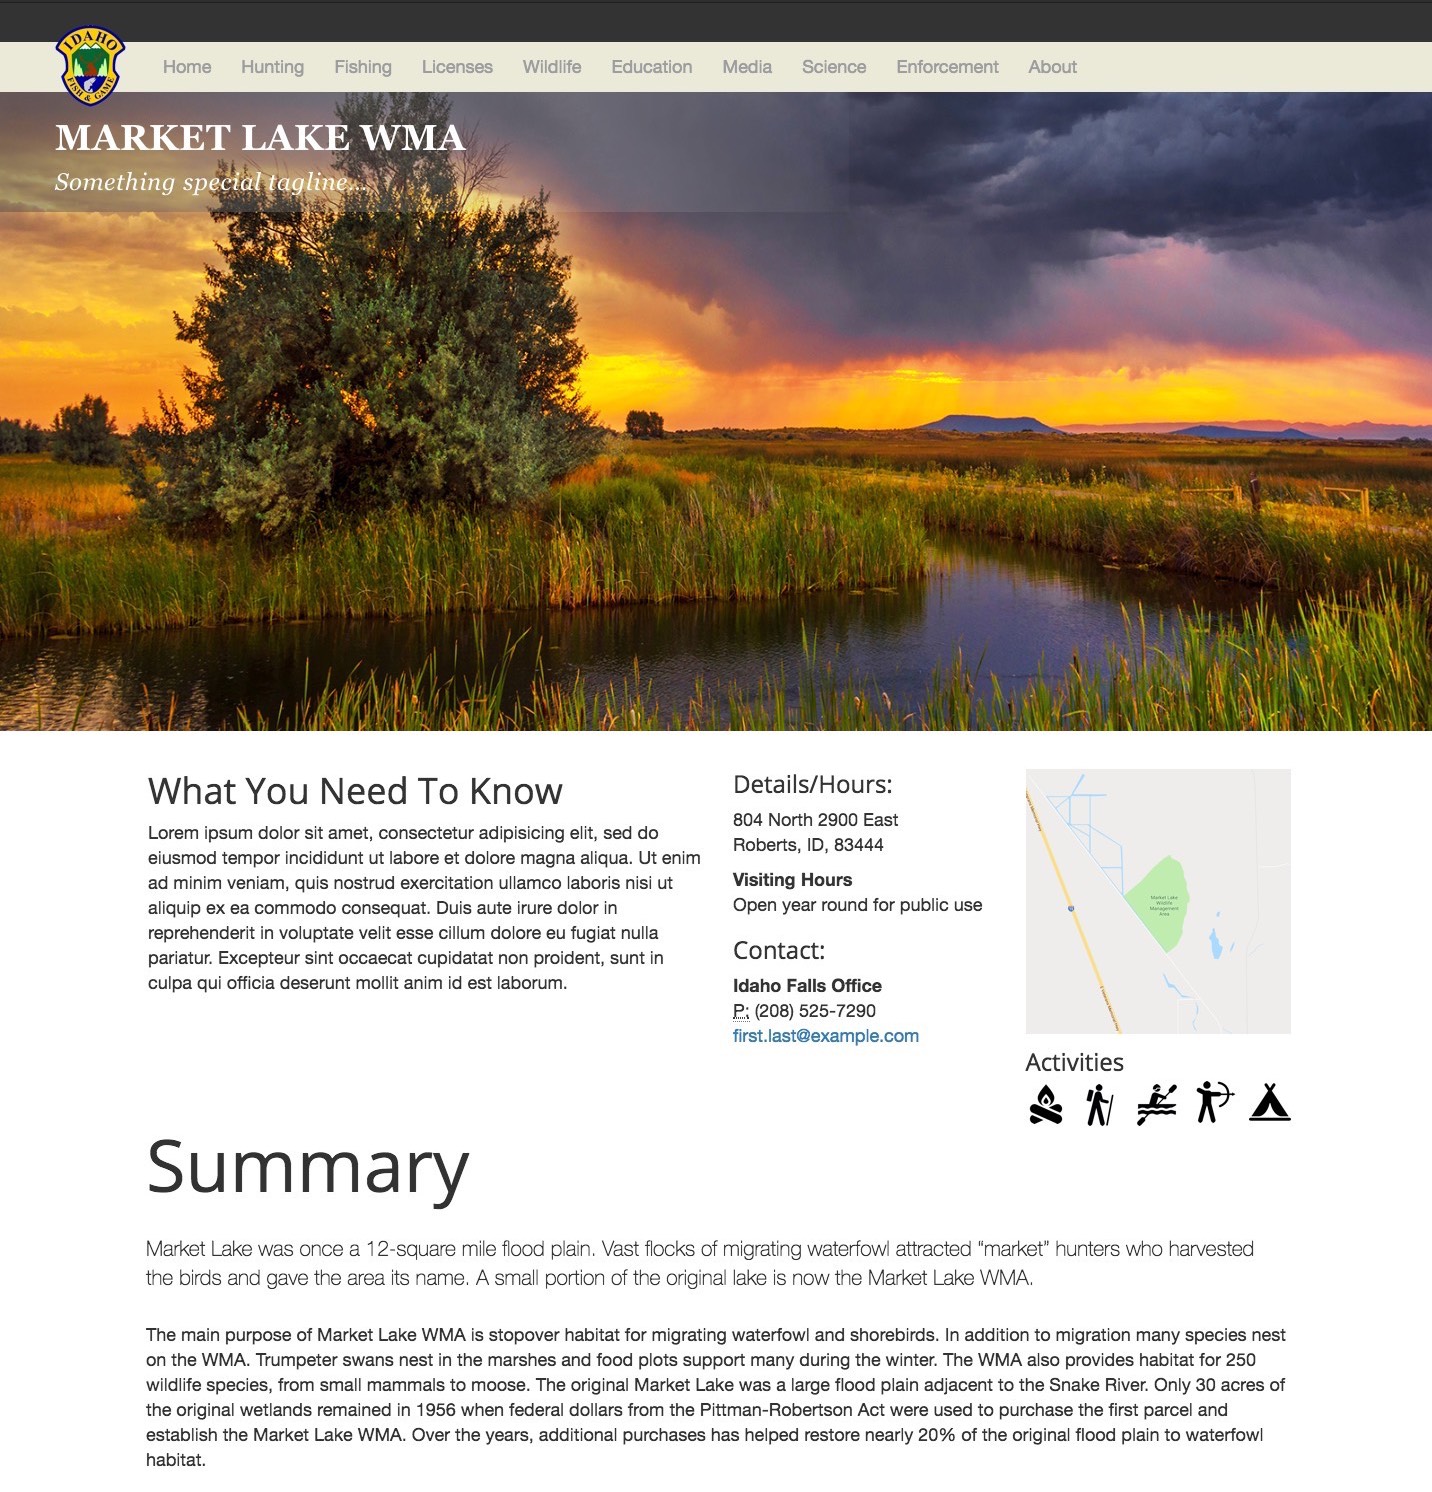 IDAHO
FISH & GAME
Home Hunting Fishing Licenses Wildlife Education Media Science Enforcement About
MARKET LAKE WMA
Something special tagline...
What You Need To Know
Lorem ipsum dolor sit amet, consectetur adipisicing elit, sed do
eiusmod tempor incididunt ut labore et dolore magna aliqua. Ut enim
ad minim veniam, quis nostrud exercitation ullamco laboris nisi ut
aliquip ex ea commodo consequat. Duis aute irure dolor in
reprehenderit in voluptate velit esse cillum dolore eu fugiat nulla
pariatur. Excepteur sint occaecat cupidatat non proident, sunt in
culpa qui officia deserunt mollit anim id est laborum.
Details/Hours:
804 North 2900 East
Roberts, ID, 83444
Visiting Hours
Open year round for public use
Contact:
Idaho Falls Office
P: (208) 525-7290
first.last@example.com
Market Lake
Wildlife
Management
Area
Activities
Summary
Market Lake was once a 12-square mile flood plain. Vast flocks of migrating waterfowl attracted “market” hunters who harvested
the birds and gave the area its name. A small portion of the original lake is now the Market Lake WMA.
The main purpose of Market Lake WMA is stopover habitat for migrating waterfowl and shorebirds. In addition to migration many species nest
on the WMA. Trumpeter swans nest in the marshes and food plots support many during the winter. The WMA also provides habitat for 250
wildlife species, from small mammals to moose. The original Market Lake was a large flood plain adjacent to the Snake River. Only 30 acres of
the original wetlands remained in 1956 when federal dollars from the Pittman-Robertson Act were used to purchase the first parcel and
establish the Market Lake WMA. Over the years, additional purchases has helped restore nearly 20% of the original flood plain to waterfowl
habitat.